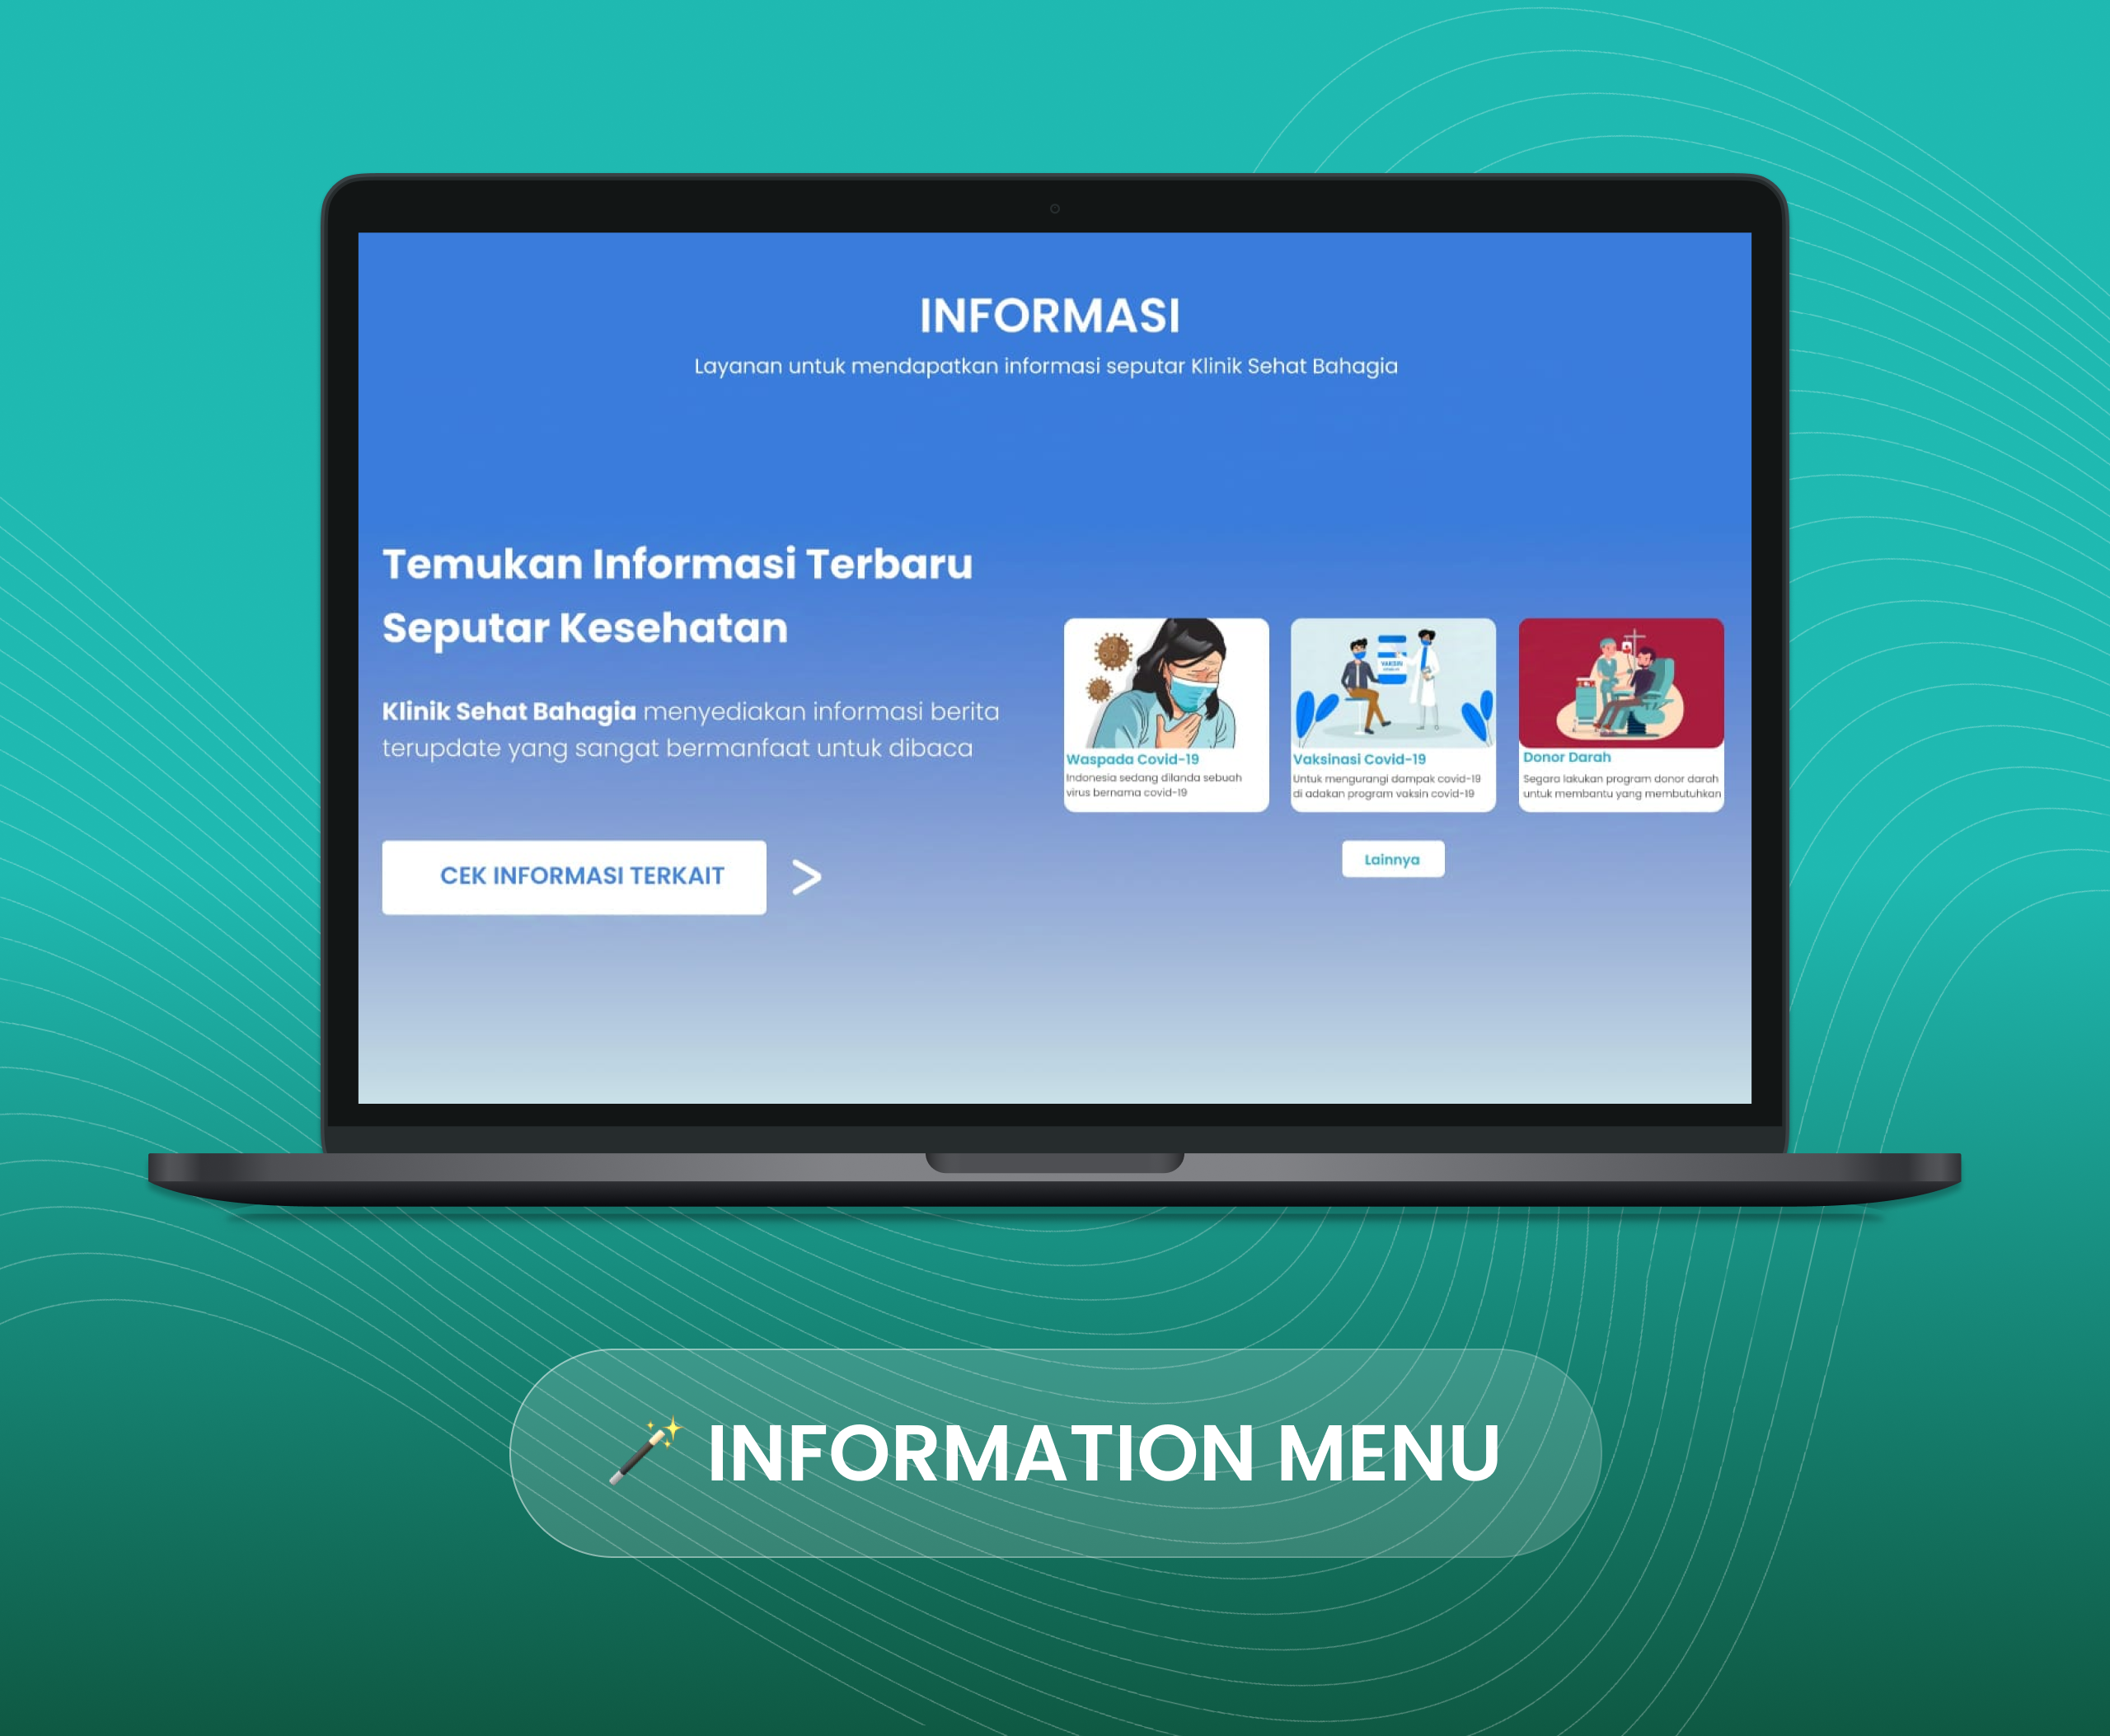 INFORMASI
Layanan untuk mendapatkan informasi seputar Klinik Sehat Bahagia
Temukan Informasi Terbaru
Seputar Kesehatan
Klinik Sehat Bahagia menyediakan informasi berita
terupdate yang sangat bermanfaat untuk dibaca
CEK INFORMASI TERKAIT >
VAKSIN
Waspada Covid-19
Indonesia sedang dilanda sebuah
virus bernama covid-19
Vaksinasi Covid-19
Untuk mengurangi dampak covid-19
di adakan program vaksin covid-19
Donor Darah
Segara lakukan program donor darah
untuk membantu yang membutuhkan
Lainnya
INFORMATION MENU